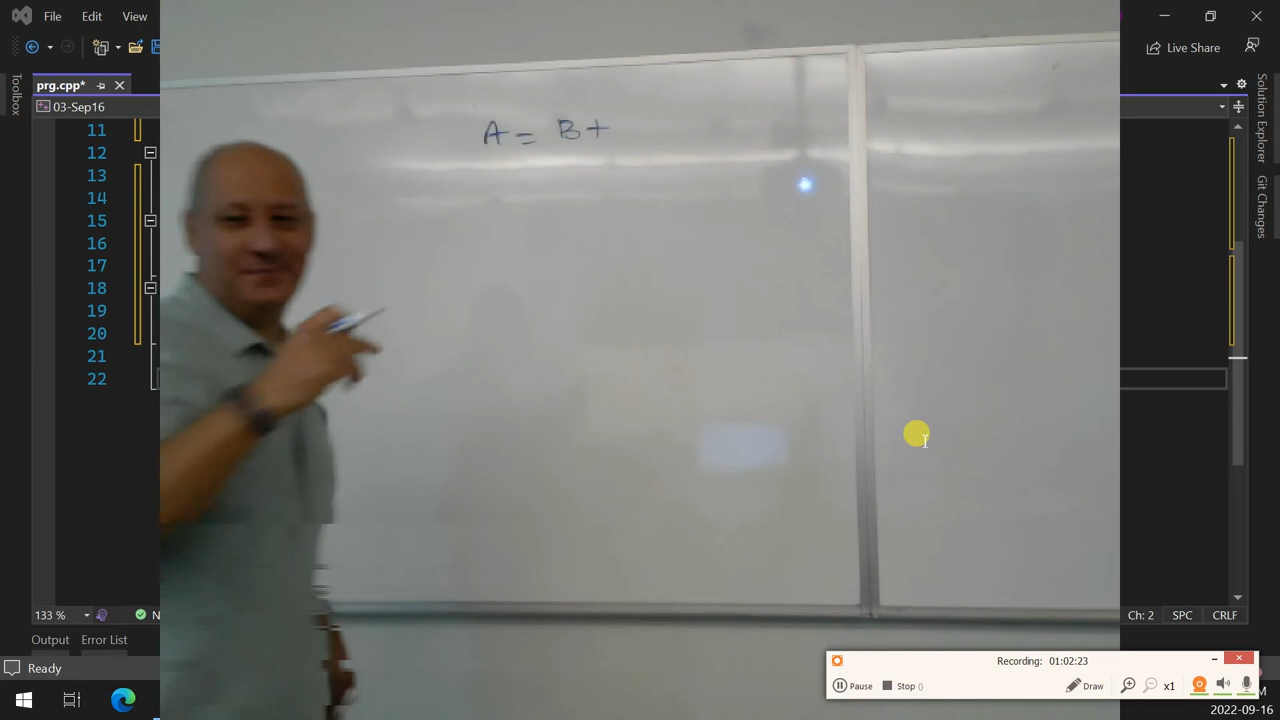 File Edit View
Live Share
prg.cpp*
03-Sep16
Toolbox
Solution Explorer
Git Changes
11
12
13
14
15
16
17
18
19
20
21
22
A = B +
133 %
N
Ch: 2 SPC CRLF
Output Error List
Ready
Recording: 01:02:23
Pause Stop () Draw x1
M
2022-09-16